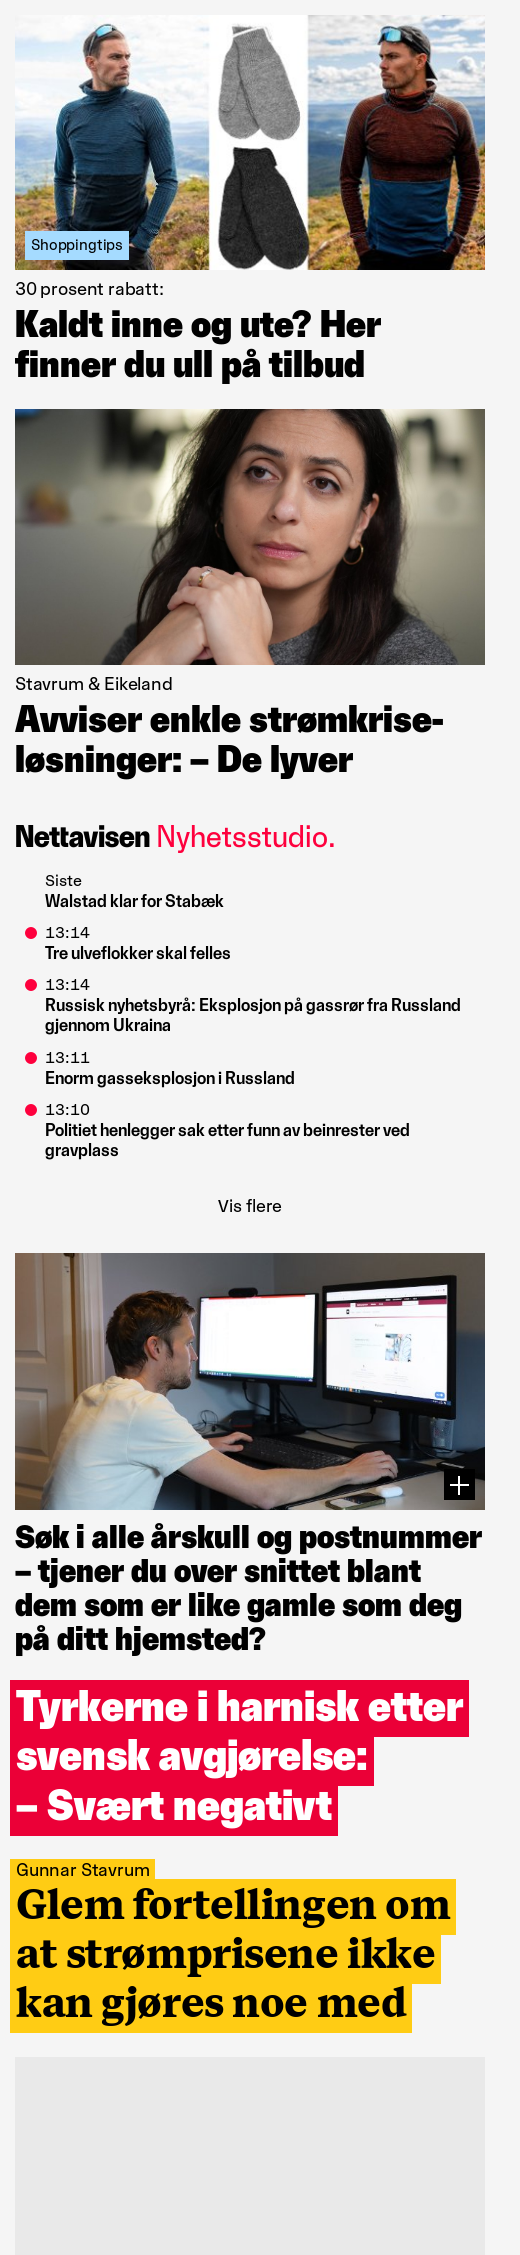 Shoppingtips
30 prosent rabatt:
Kaldt inne og ute? Her
finner du ull på tilbud
Stavrum & Eikeland
Avviser enkle strømkrise-
løsninger: – De lyver
Nettavisen Nyhetsstudio.
Siste
Walstad klar for Stabæk
13:14
Tre ulveflokker skal felles
13:14
Russisk nyhetsbyrå: Eksplosjon på gassrør fra Russland
gjennom Ukraina
13:11
Enorm gasseksplosjon i Russland
13:10
Politiet henlegger sak etter funn av beinrester ved
gravplass
Vis flere
Søk i alle årskull og postnummer
– tjener du over snittet blant
dem som er like gamle som deg
på ditt hjemsted?
Tyrkerne i harnisk etter
svensk avgjørelse:
– Svært negativt
Gunnar Stavrum
Glem fortellingen om
at strømprisene ikke
kan gjøres noe med